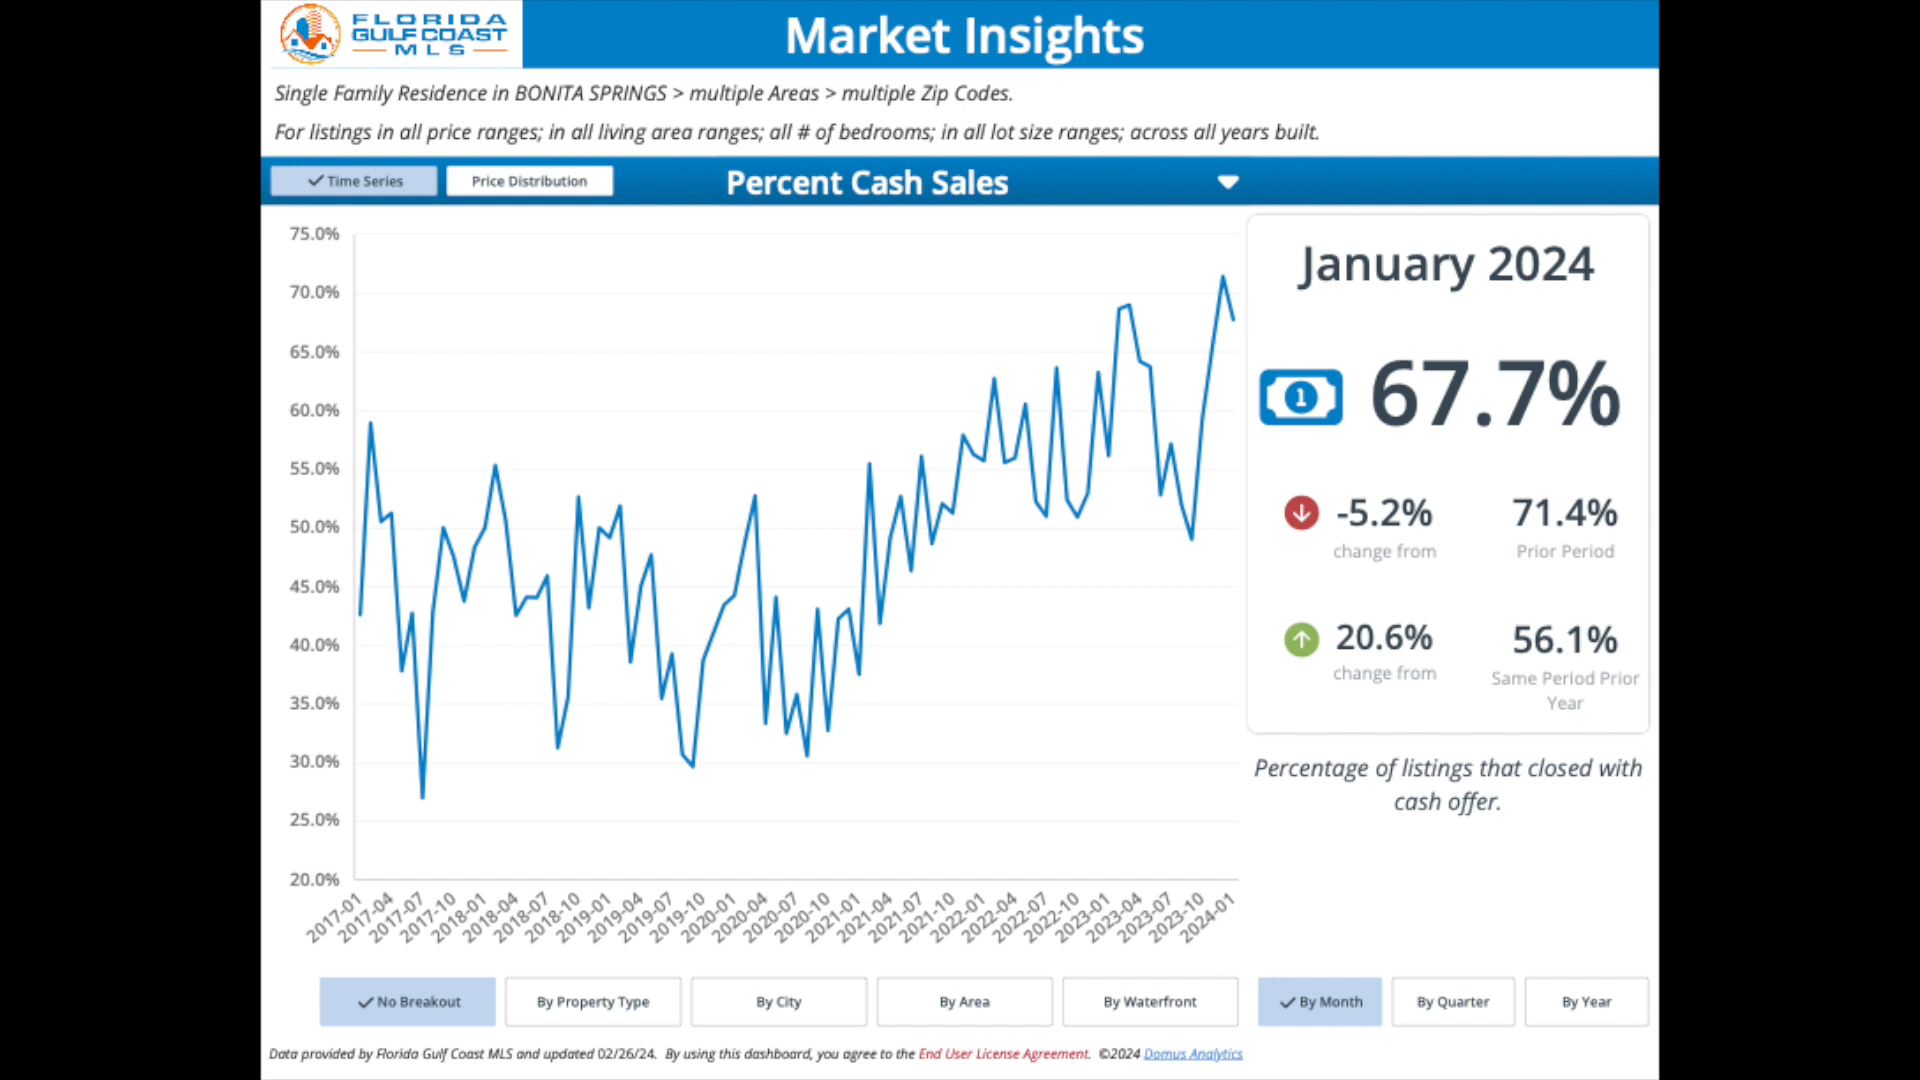 FLORIDA
GULF COAST
MLS
Market Insights
Single Family Residence in BONITA SPRINGS > multiple Areas > multiple Zip Codes.
For listings in all price ranges; in all living area ranges; all # of bedrooms; in all lot size ranges; across all years built.
Time Series
Price Distribution
Percent Cash Sales
75.0%
70.0%
65.0%
60.0%
55.0%
50.0%
45.0%
40.0%
35.0%
30.0%
25.0%
20.0%
2017-01
2017-04
2017-07
2017-10
2018-01
2018-04
2018-07
2018-10
2019-01
2019-04
2019-07
2019-10
2020-01
2020-04
2020-07
2020-10
2021-01
2021-04
2021-07
2021-10
2022-01
2022-04
2022-07
2022-10
2023-01
2023-04
2023-07
2023-10
2024-01
January 2024
1
67.7%
-5.2%
change from
71.4%
Prior Period
20.6%
change from
56.1%
Same Period Prior
Year
Percentage of listings that closed with
cash offer.
No Breakout
By Property Type
By City
By Area
By Waterfront
By Month
By Quarter
By Year
Data provided by Florida Gulf Coast MLS and updated 02/26/24. By using this dashboard, you agree to the End User License Agreement. ©2024 Domus Analytics